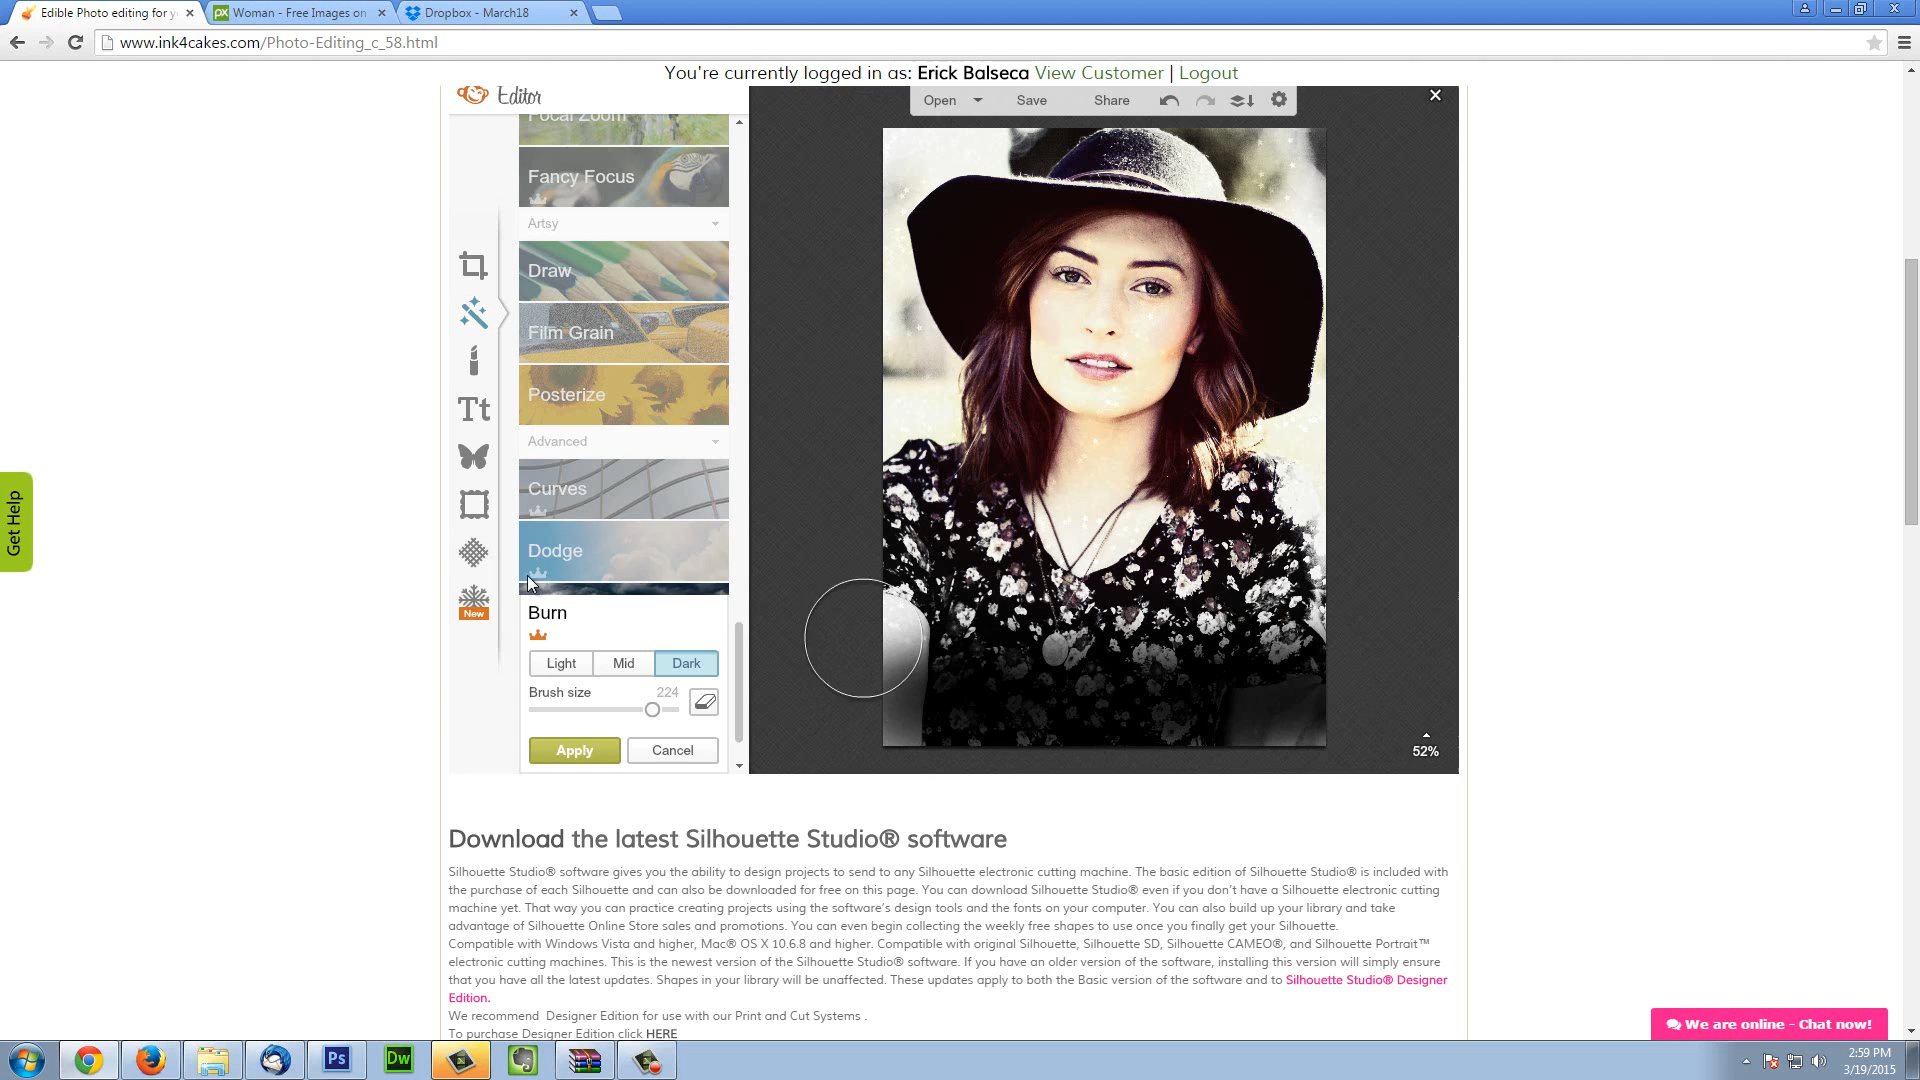 Edible Photo editing for y
Woman - Free Images on
Dropbox - March18
www.ink4cakes.com/Photo-Editing_c_58.html
You're currently logged in as: Erick Balseca View Customer | Logout
Editor
Open
Save
Share
Focal Zoom
Fancy Focus
Artsy
Draw
Film Grain
Posterize
Advanced
Curves
Dodge
Burn
Light
Mid
Dark
Brush size
224
Apply
Cancel
Tt
New
Get Help
52%
Download the latest Silhouette Studio® software
Silhouette Studio® software gives you the ability to design projects to send to any Silhouette electronic cutting machine. The basic edition of Silhouette Studio® is included with
the purchase of each Silhouette and can also be downloaded for free on this page. You can download Silhouette Studio® even if you don't have a Silhouette electronic cutting
machine yet. That way you can practice creating projects using the software's design tools and the fonts on your computer. You can also build up your library and take
advantage of Silhouette Online Store sales and promotions. You can even begin collecting the weekly free shapes to use once you finally get your Silhouette.
Compatible with Windows Vista and higher, Mac® OS X 10.6.8 and higher. Compatible with original Silhouette, Silhouette SD, Silhouette CAMEO®, and Silhouette Portrait™
electronic cutting machines. This is the newest version of the Silhouette Studio® software. If you have an older version of the software, installing this version will simply ensure
that you have all the latest updates. Shapes in your library will be unaffected. These updates apply to both the Basic version of the software and to Silhouette Studio® Designer
Edition.
We recommend Designer Edition for use with our Print and Cut Systems .
To purchase Designer Edition click HERE
We are online - Chat now!
Ps
Dw
2:59 PM
3/19/2015